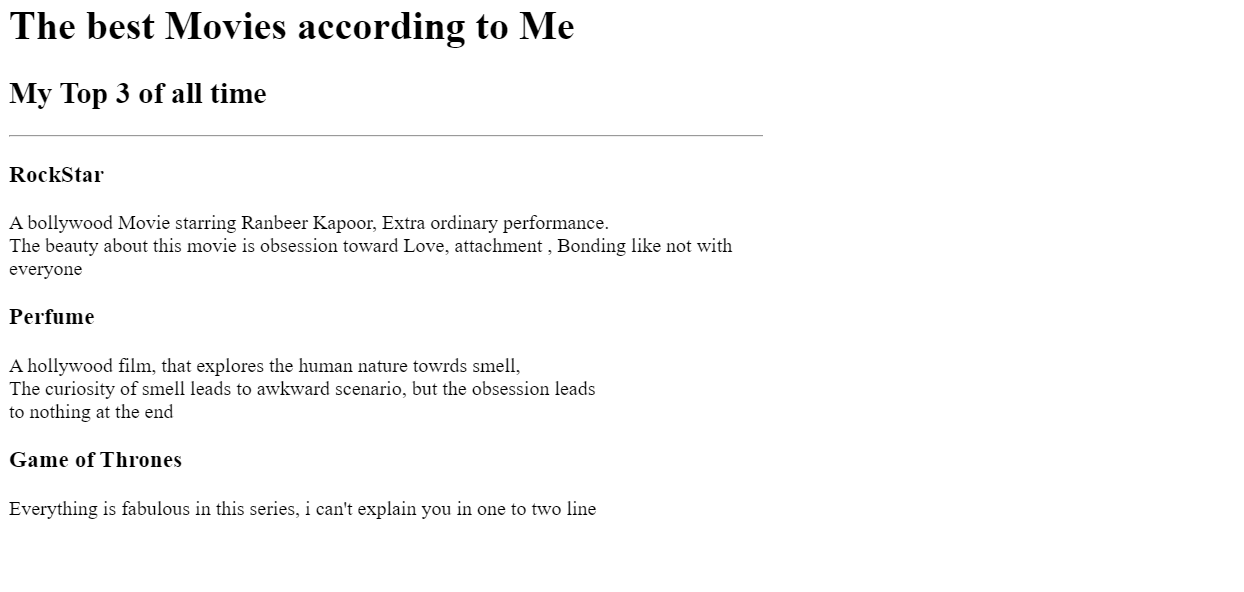 The best Movies according to Me
My Top 3 of all time
RockStar
A bollywood Movie starring Ranbeer Kapoor, Extra ordinary performance.
The beauty about this movie is obsession toward Love, attachment , Bonding like not with
everyone
Perfume
A hollywood film, that explores the human nature towrds smell,
The curiosity of smell leads to awkward scenario, but the obsession leads
to nothing at the end
Game of Thrones
Everything is fabulous in this series, i can't explain you in one to two line